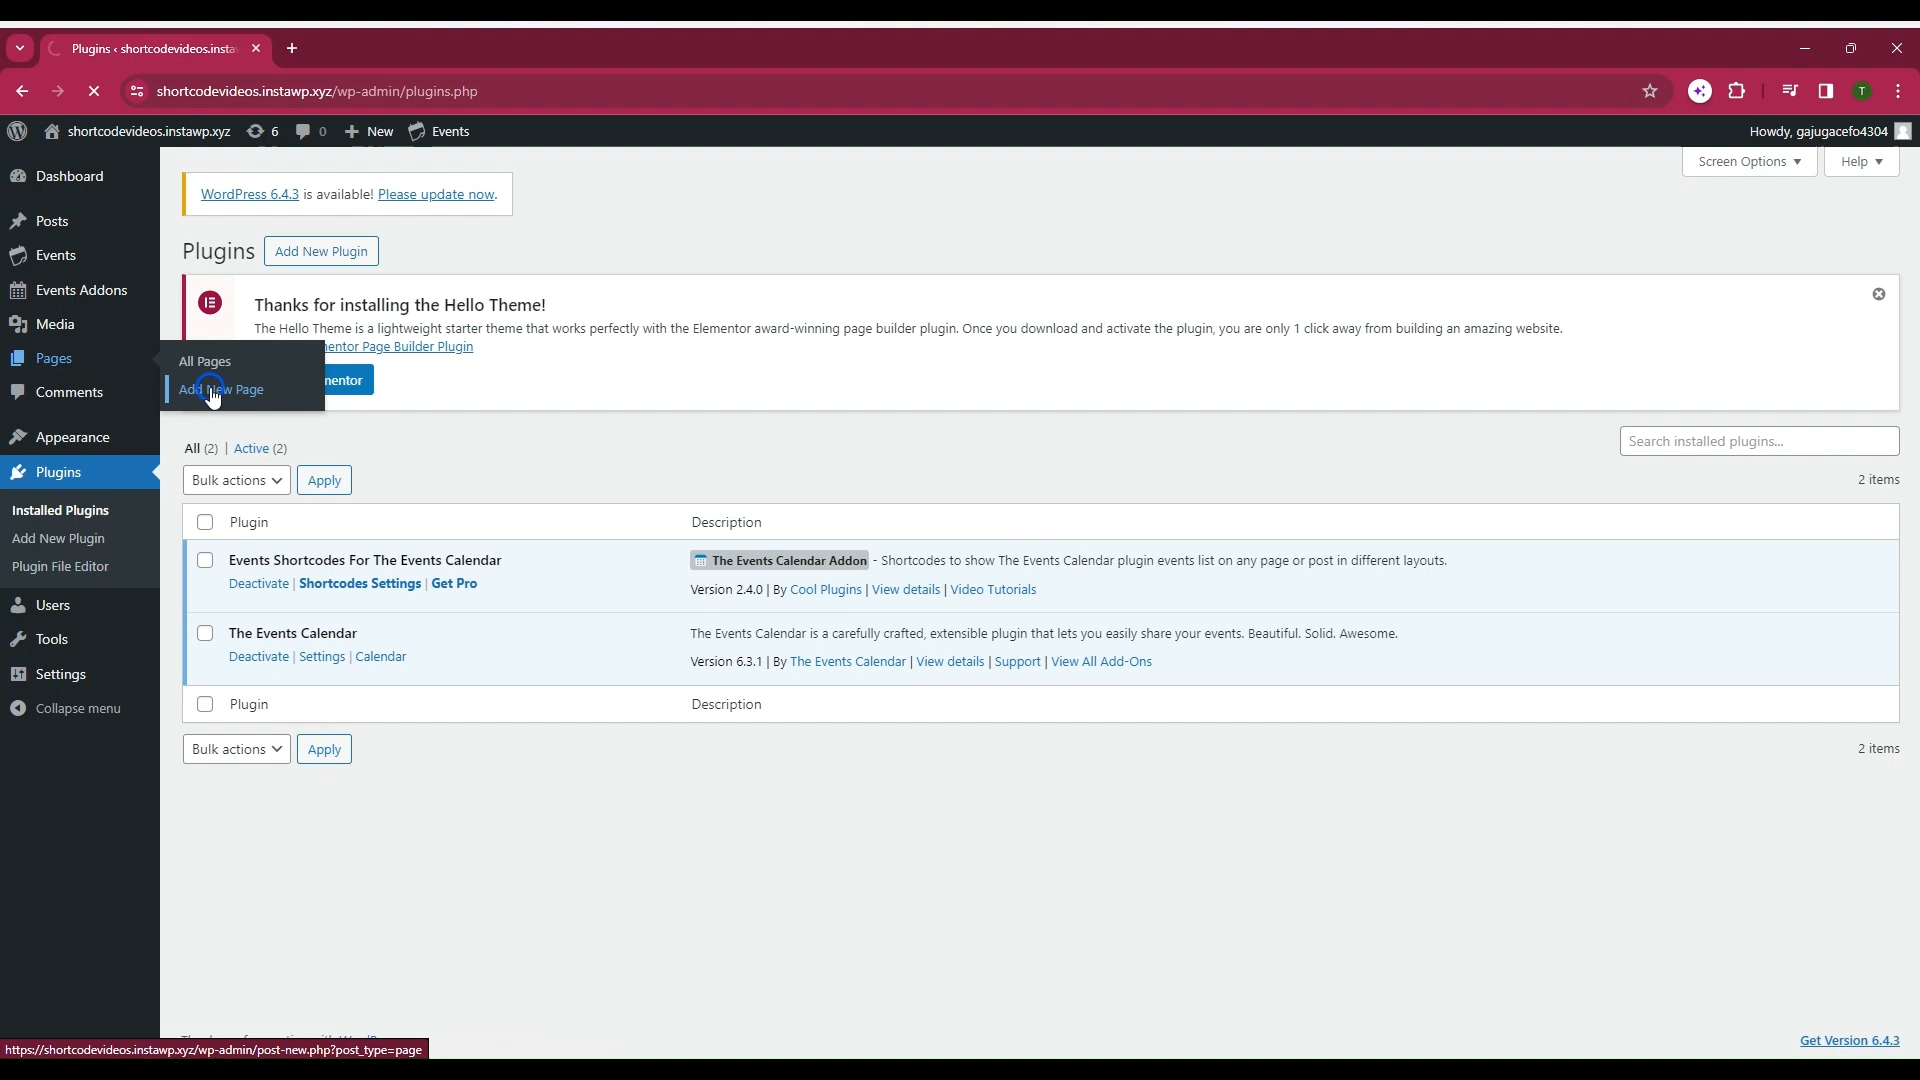 Plugins ‹ shortcodevideos.insta
shortcodevideos.instawp.xyz/wp-admin/plugins.php
T
shortcodevideos.instawp.xyz 6 0 New Events
Howdy, gajugacefo4304
Screen Options Help
Dashboard
Posts
Events
Events Addons
Media
Pages
Comments
Appearance
Plugins
Installed Plugins
Add New Plugin
Plugin File Editor
Users
Tools
Settings
Collapse menu
All Pages
Add New Page
WordPress 6.4.3 is available! Please update now.
Plugins Add New Plugin
Thanks for installing the Hello Theme!
The Hello Theme is a lightweight starter theme that works perfectly with the Elementor award-winning page builder plugin. Once you download and activate the plugin, you are only 1 click away from building an amazing website.
mentor Page Builder Plugin
mentor
All (2) | Active (2)
Search installed plugins...
Bulk actions Apply
2 items
Plugin Description
Events Shortcodes For The Events Calendar
Deactivate | Shortcodes Settings | Get Pro
The Events Calendar Addon - Shortcodes to show The Events Calendar plugin events list on any page or post in different layouts.
Version 2.4.0 | By Cool Plugins | View details | Video Tutorials
The Events Calendar
Deactivate | Settings | Calendar
The Events Calendar is a carefully crafted, extensible plugin that lets you easily share your events. Beautiful. Solid. Awesome.
Version 6.3.1 | By The Events Calendar | View details | Support | View All Add-Ons
Plugin Description
Bulk actions Apply
2 items
Get Version 6.4.3
https://shortcodevideos.instawp.xyz/wp-admin/post-new.php?post_type=page